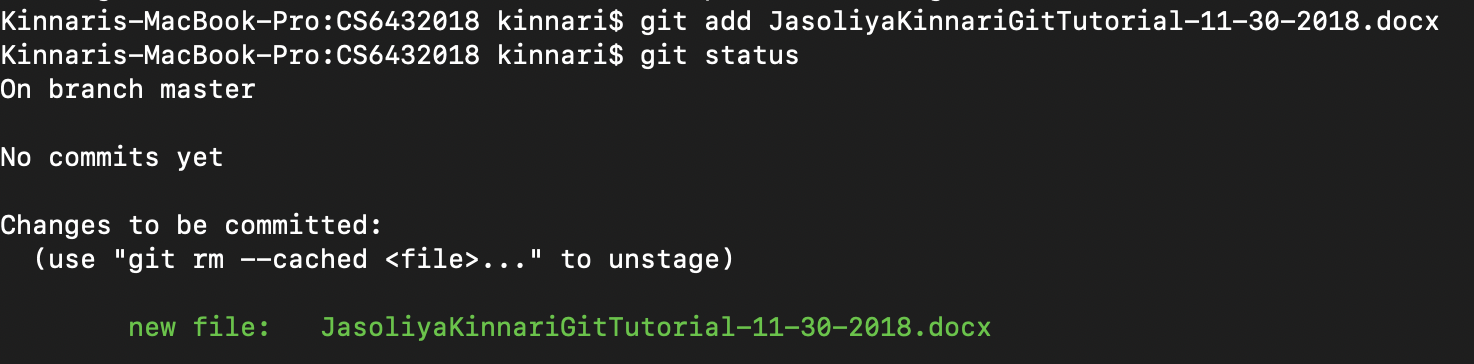 Kinnaris-MacBook-Pro:CS6432018 kinnari$ git add JasoliyaKinnariGitTutorial-11-30-2018.docx
Kinnaris-MacBook-Pro:CS6432018 kinnari$ git status
On branch master
No commits yet
Changes to be committed:
(use "git rm --cached <file>..." to unstage)
new file: JasoliyaKinnariGitTutorial-11-30-2018.docx